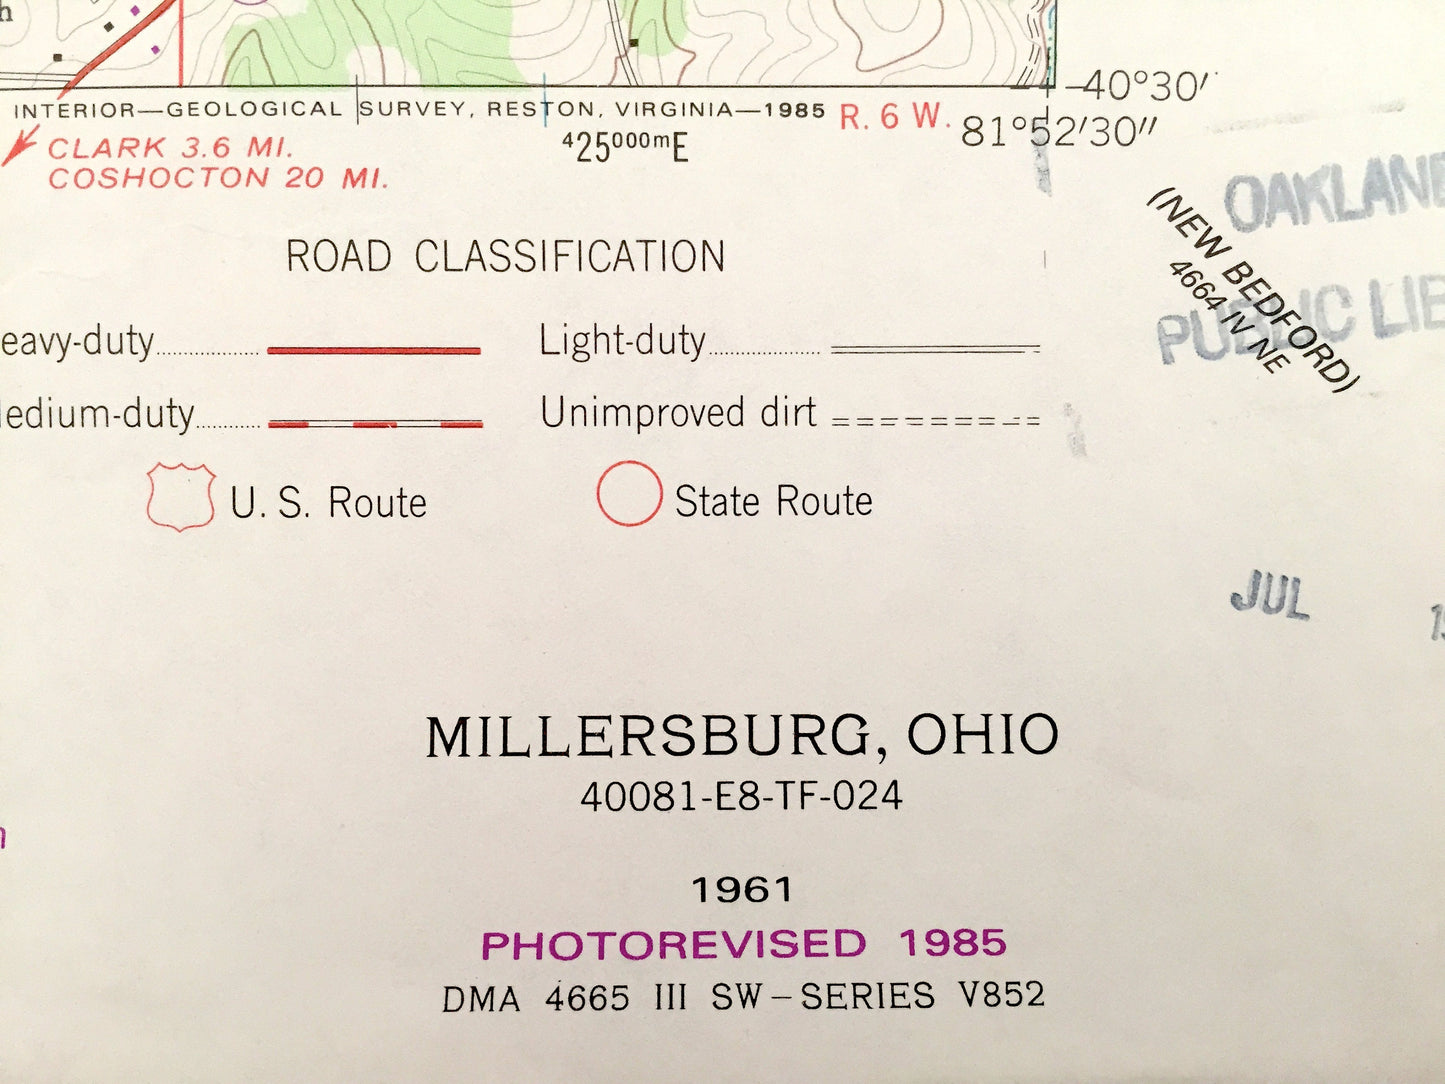 INTERIOR—GEOLOGICAL SURVEY, RESTON, VIRGINIA—1985
R. 6 W.
40°30′
81°52′30″
⁴25⁰⁰⁰ᵐE
CLARK 3.6 MI.
COSHOCTON 20 MI.
OAKLAN
PUBLIC LIB
(NEW BEDFORD)
4664 IV NE
ROAD CLASSIFICATION
eavy-duty
Light-duty
edium-duty
Unimproved dirt
U. S. Route
State Route
JUL
MILLERSBURG, OHIO
40081-E8-TF-024
1961
PHOTOREVISED 1985
DMA 4665 III SW–SERIES V852